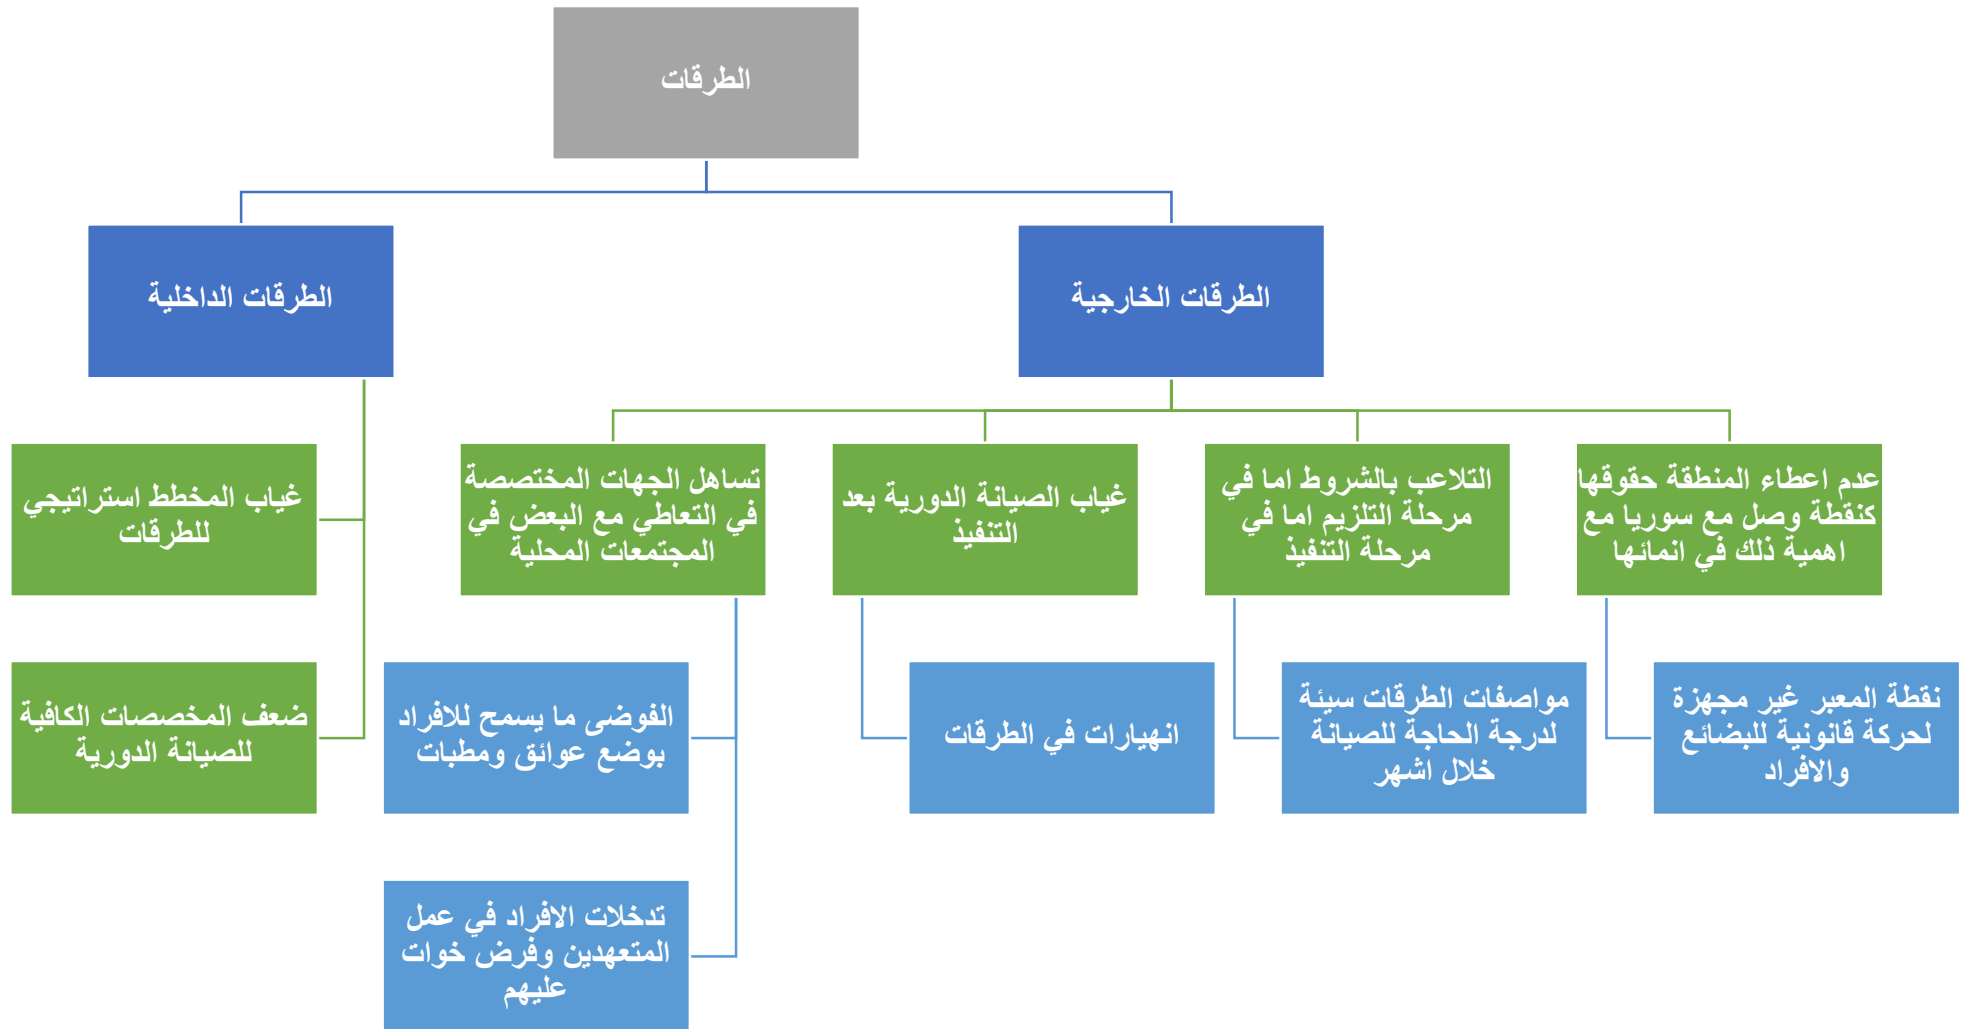 الطرقات
الطرقات الخارجية
الطرقات الداخلية
عدم اعطاء المنطقة حقوقها
كنقطة وصل مع سوريا مع
اهمية ذلك في انمائها
التلاعب بالشروط اما في
مرحلة التلزيم اما في
مرحلة التنفيذ
غياب الصيانة الدورية بعد
التنفيذ
تساهل الجهات المختصصة
في التعاطي مع البعض في
المجتمعات المحلية
غياب المخطط استراتيجي
للطرقات
نقطة المعبر غير مجهزة
لحركة قانونية للبضائع
والافراد
مواصفات الطرقات سيئة
لدرجة الحاجة للصيانة
خلال اشهر
انهيارات في الطرقات
الفوضى ما يسمح للافراد
بوضع عوائق ومطبات
ضعف المخصصات الكافية
للصيانة الدورية
تدخلات الافراد في عمل
المتعهدين وفرض خوات
عليهم